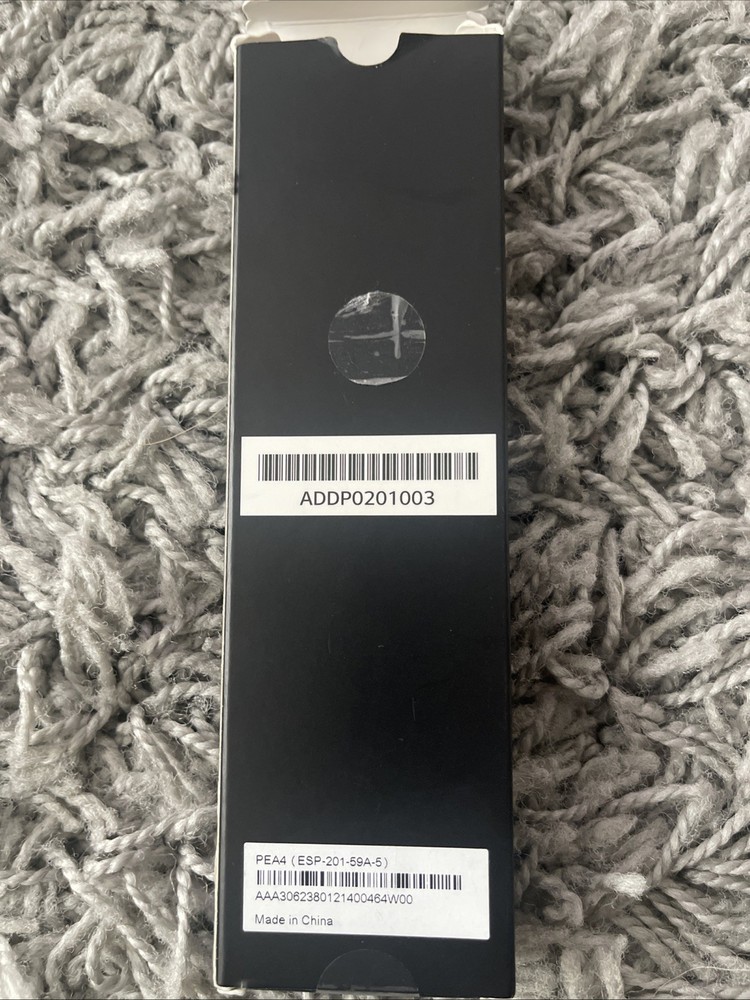 ADDP0201003
PEA4 (ESP-201-59A-5)
AAA3062380121400464W00
Made in China